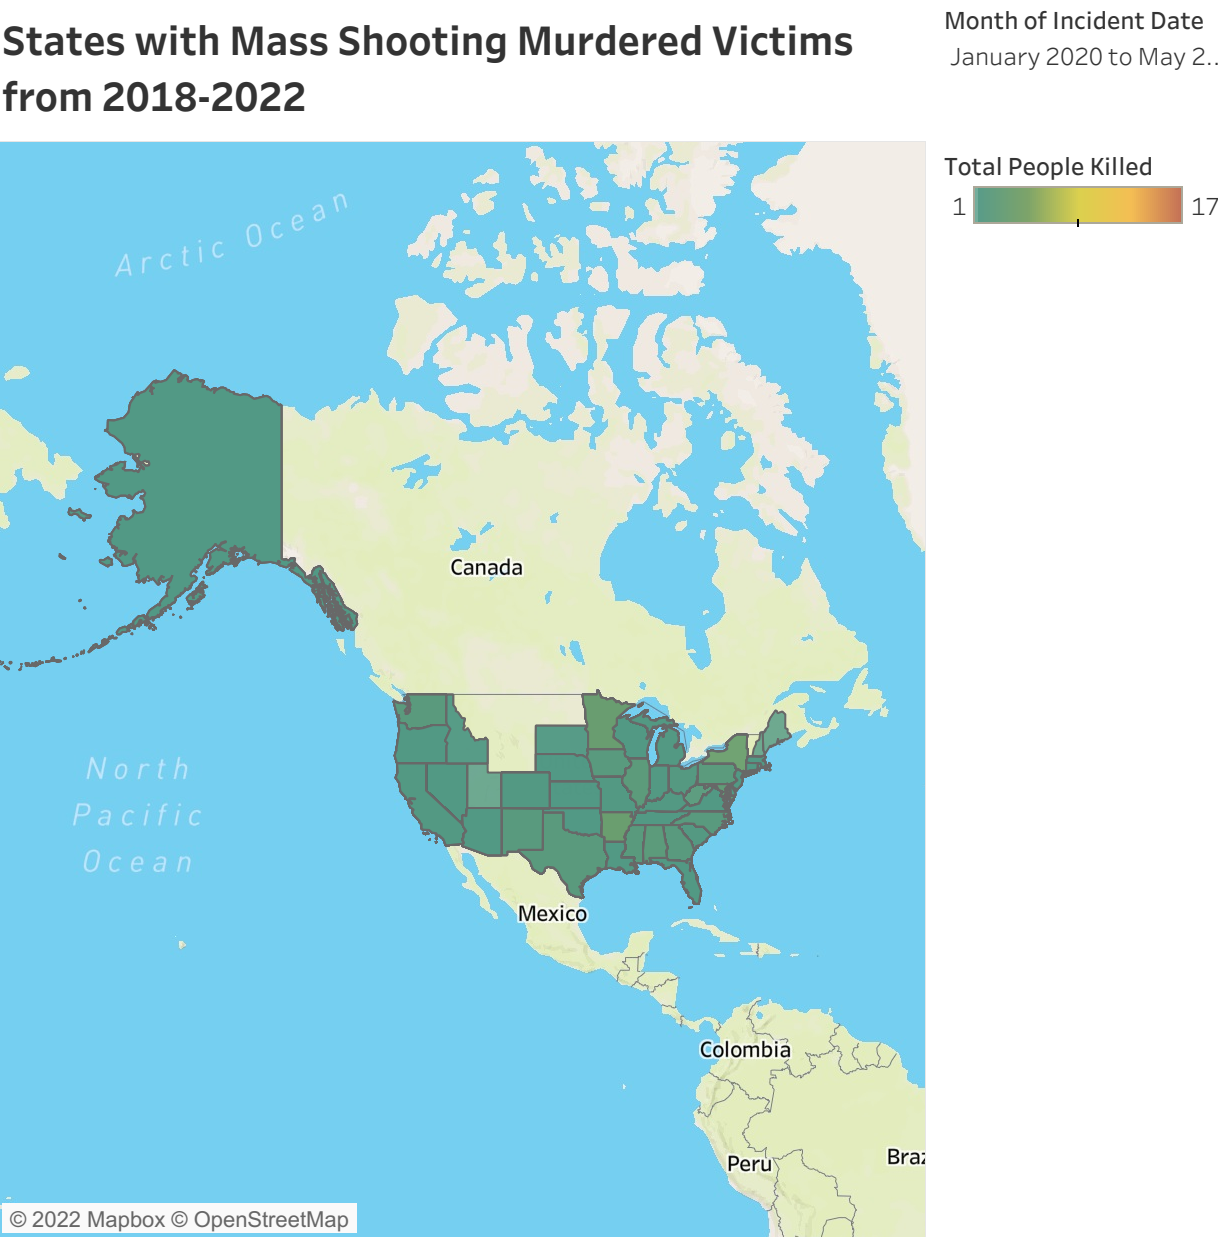 States with Mass Shooting Murdered Victims
from 2018-2022
Month of Incident Date
January 2020 to May 2..
Total People Killed
1
17
Arctic Ocean
Canada
North
Pacific
Ocean
Mexico
Colombia
Peru
Braz
© 2022 Mapbox © OpenStreetMap